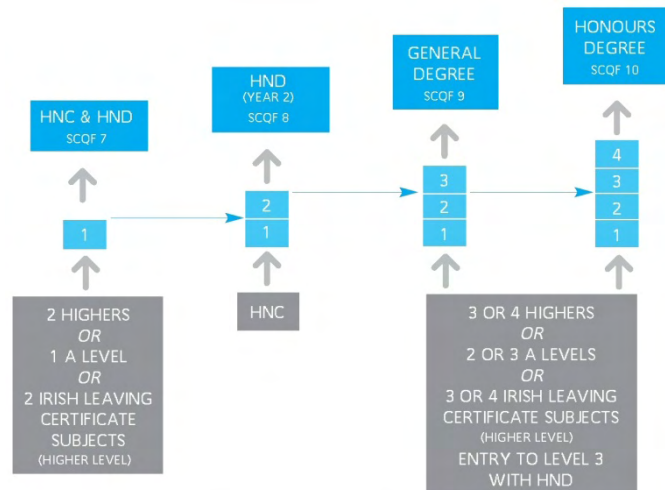 HNC & HND
SCQF 7
1
2 HIGHERS
OR
1 A LEVEL
OR
2 IRISH LEAVING
CERTIFICATE
SUBJECTS
(HIGHER LEVEL)
HND
(YEAR 2)
SCQF 8
2
1
HNC
GENERAL
DEGREE
SCQF 9
3
2
1
HONOURS
DEGREE
SCQF 10
4
3
2
1
3 OR 4 HIGHERS
OR
2 OR 3 A LEVELS
OR
3 OR 4 IRISH LEAVING
CERTIFICATE SUBJECTS
(HIGHER LEVEL)
ENTRY TO LEVEL 3
WITH HND